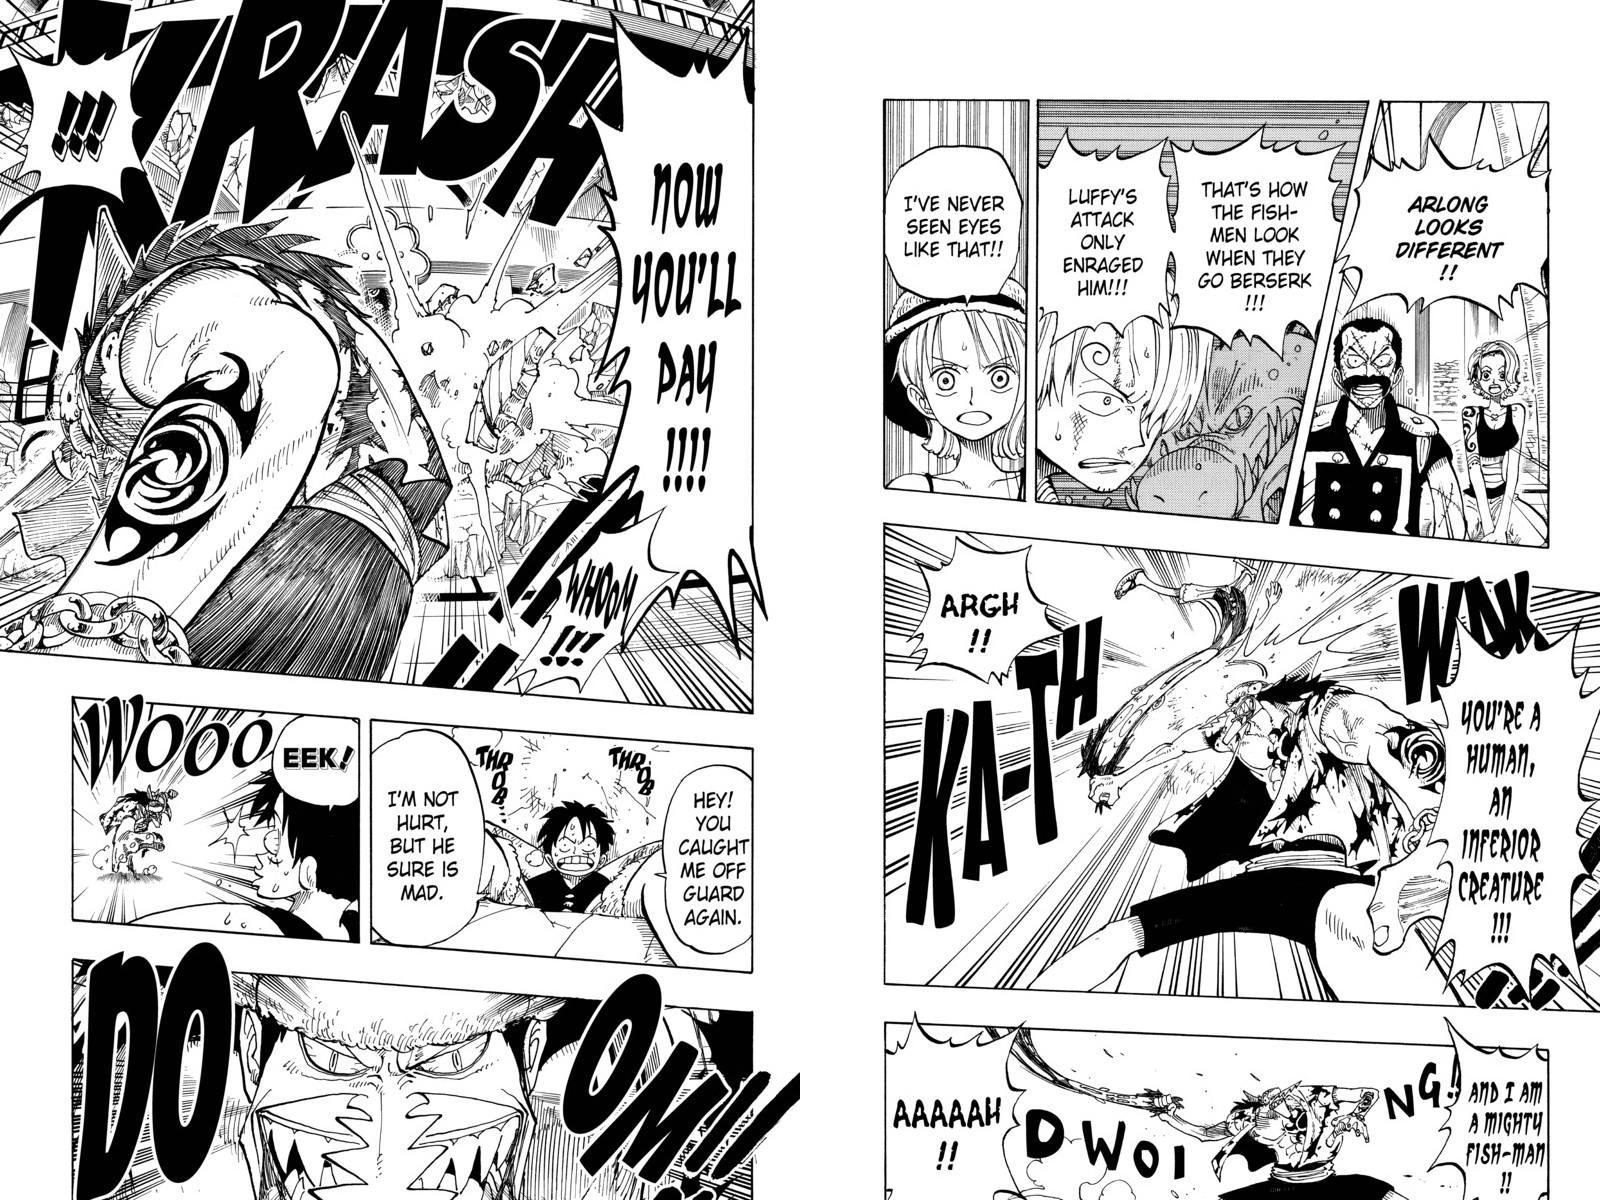 ARLONG
LOOKS
DIFFERENT
!!
THAT'S HOW
THE FISH-
MEN LOOK
WHEN THEY
GO BERSERK
!!!
LUFFY'S
ATTACK
ONLY
ENRAGED
HIM!!!
I'VE NEVER
SEEN EYES
LIKE THAT!!
WAK
YOU'RE A
HUMAN,
AN
INFERIOR
CREATURE
!!!
ARGH
!!
KA-TH
AND I AM
A MIGHTY
FISH-MAN
!!
DWOI
NG!
AAAAAH
!!
NOW
YOU'LL
PAY
!!!!
RASH
!!!
WHOOM
!!!
HEY!
YOU
CAUGHT
ME OFF
GUARD
AGAIN.
THROB
THROB
I'M NOT
HURT,
BUT HE
SURE IS
MAD.
EEK!
WOOO
DOOM!!!